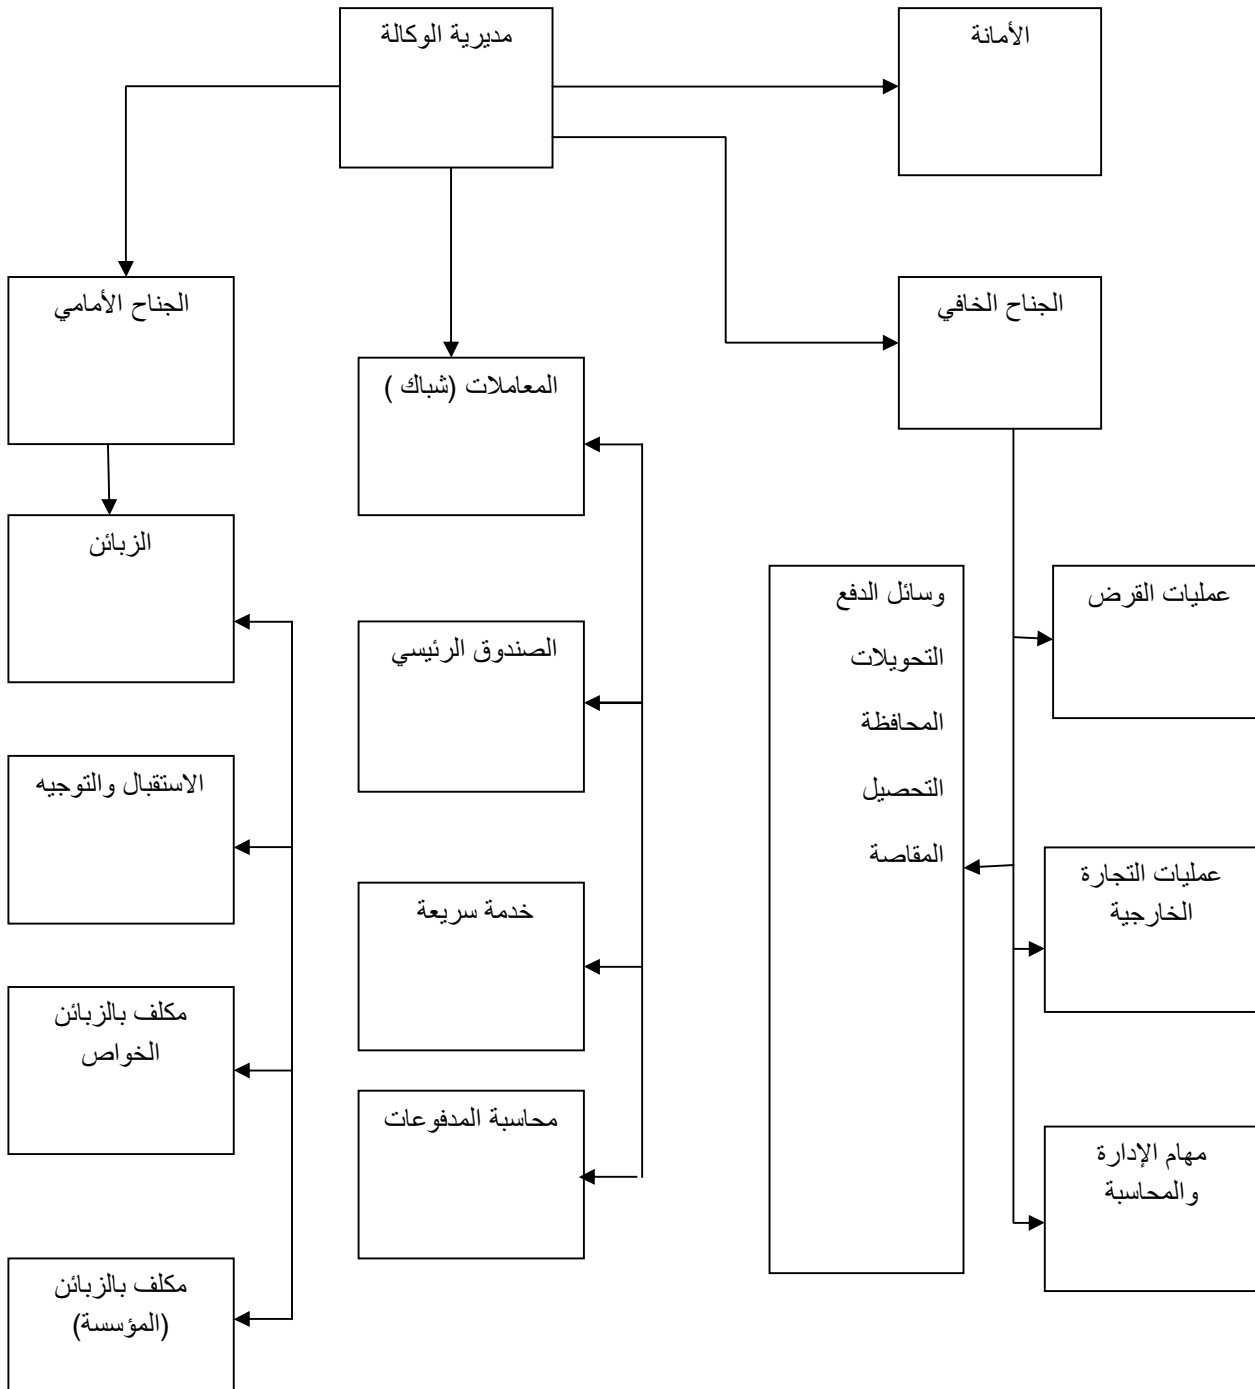 مديرية الوكالة
الأمانة
الجناح الأمامي
الجناح الخافي
المعاملات (شباك )
الزبائن
الصندوق الرئيسي
وسائل الدفع
التحويلات
المحافظة
التحصيل
المقاصة
عمليات القرض
الاستقبال والتوجيه
خدمة سريعة
عمليات التجارة
الخارجية
مكلف بالزبائن
الخواص
محاسبة المدفوعات
مهام الإدارة
والمحاسبة
مكلف بالزبائن
(المؤسسة)